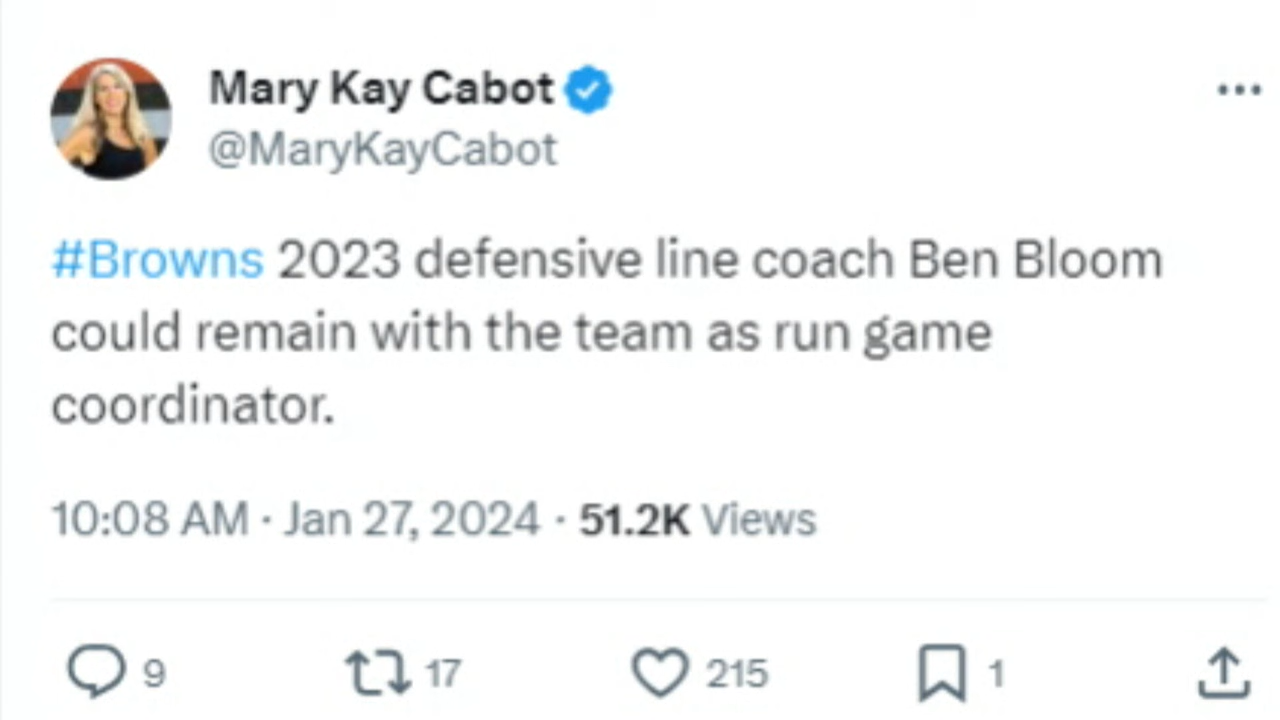 Mary Kay Cabot
@MaryKayCabot
#Browns 2023 defensive line coach Ben Bloom
could remain with the team as run game
coordinator.
10:08 AM · Jan 27, 2024 · 51.2K Views
9 17 215 1